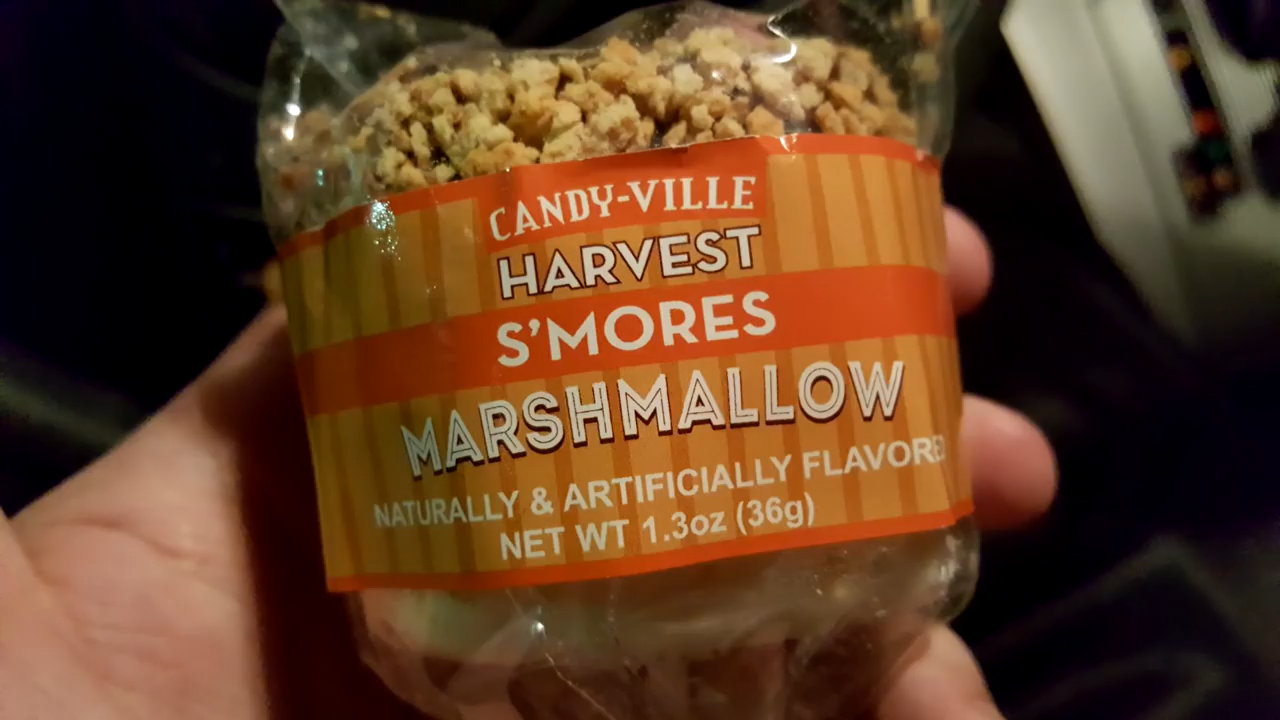 CANDY-VILLE
HARVEST
S'MORES
MARSHMALLOW
NATURALLY & ARTIFICIALLY FLAVORED
NET WT 1.3oz (36g)